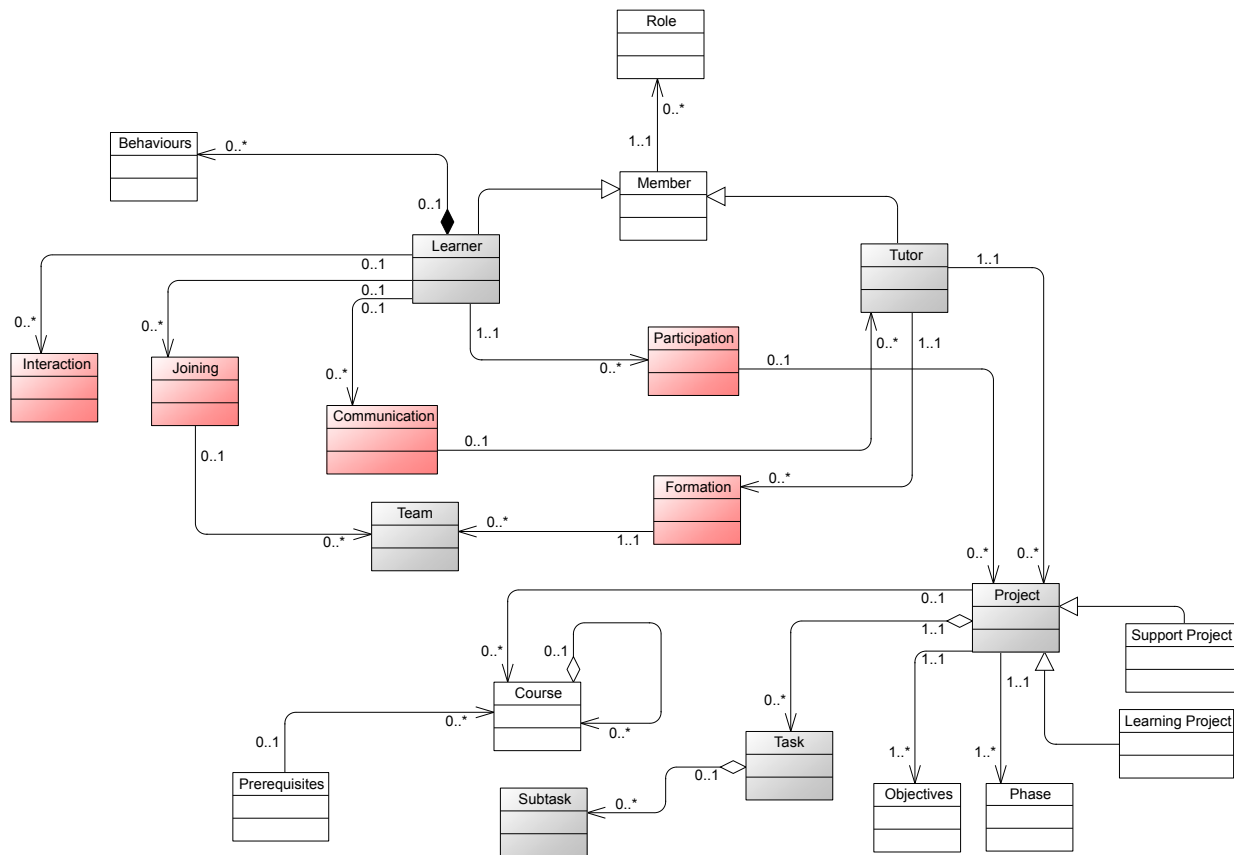 Role
0..*
1..1
Behaviours
0..*
Member
0..1
Learner
Tutor
1..1
0..1
0..1
0..1
0..*
0..*
1..1
0..*
1..1
Interaction
Joining
Participation
0..*
0..1
0..*
Communication
0..1
0..1
Formation
0..*
Team
0..*
1..1
0..*
0..*
0..*
Project
0..1
1..1
Support Project
0..1
1..1
1..1
0..*
Course
0..*
0..*
0..*
Learning Project
0..1
Task
1..*
1..*
0..1
Prerequisites
Subtask
0..*
Objectives
Phase